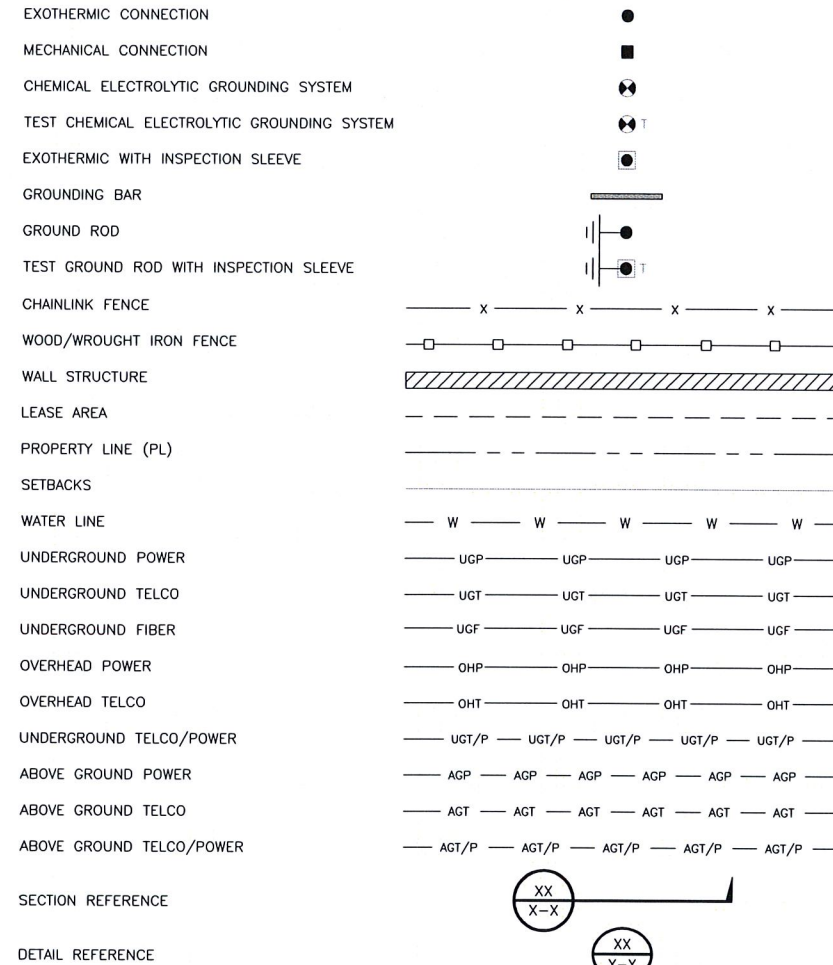 EXOTHERMIC CONNECTION
MECHANICAL CONNECTION
CHEMICAL ELECTROLYTIC GROUNDING SYSTEM
TEST CHEMICAL ELECTROLYTIC GROUNDING SYSTEM T
EXOTHERMIC WITH INSPECTION SLEEVE
GROUNDING BAR
GROUND ROD
TEST GROUND ROD WITH INSPECTION SLEEVE T
CHAINLINK FENCE X X X X
WOOD/WROUGHT IRON FENCE
WALL STRUCTURE
LEASE AREA
PROPERTY LINE (PL)
SETBACKS
WATER LINE W W W W W
UNDERGROUND POWER UGP UGP UGP UGP
UNDERGROUND TELCO UGT UGT UGT UGT
UNDERGROUND FIBER UGF UGF UGF UGF
OVERHEAD POWER OHP OHP OHP OHP
OVERHEAD TELCO OHT OHT OHT OHT
UNDERGROUND TELCO/POWER UGT/P UGT/P UGT/P UGT/P UGT/P
ABOVE GROUND POWER AGP AGP AGP AGP AGP AGP
ABOVE GROUND TELCO AGT AGT AGT AGT AGT AGT
ABOVE GROUND TELCO/POWER AGT/P AGT/P AGT/P AGT/P AGT/P
XX
SECTION REFERENCE
X-X
XX
DETAIL REFERENCE
X-X